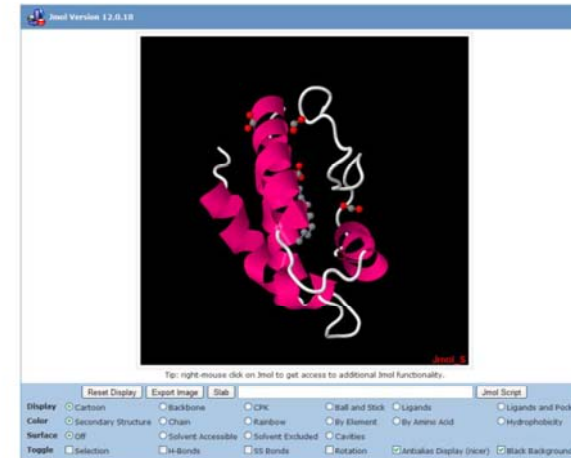 Jmol Version 12.0.18
Jmol_S
Tip: right-mouse click on Jmol to get access to additional Jmol functionality.
Reset Display Export Image Slab Jmol Script
Display Cartoon Backbone CPK Ball and Stick Ligands Ligands and Pock
Color Secondary Structure Chain Rainbow By Element By Amino Acid Hydrophobicity
Surface Off Solvent Accessible Solvent Excluded Cavities
Toggle Selection H-Bonds SS Bonds Rotation Antialias Display (nicer) Black Background